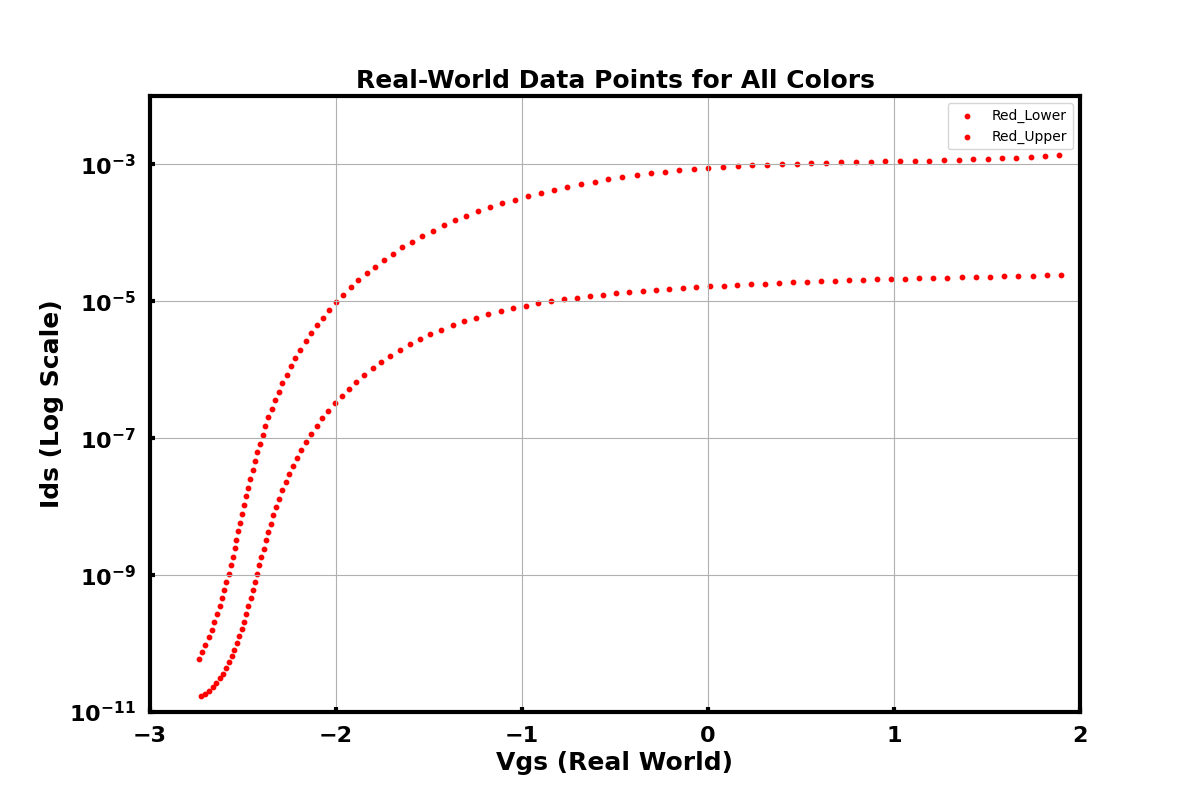 Real-World Data Points for All Colors
Red_Lower
Red_Upper
10⁻³
10⁻⁵
10⁻⁷
10⁻⁹
10⁻¹¹
Ids (Log Scale)
−3
−2
−1
0
1
2
Vgs (Real World)